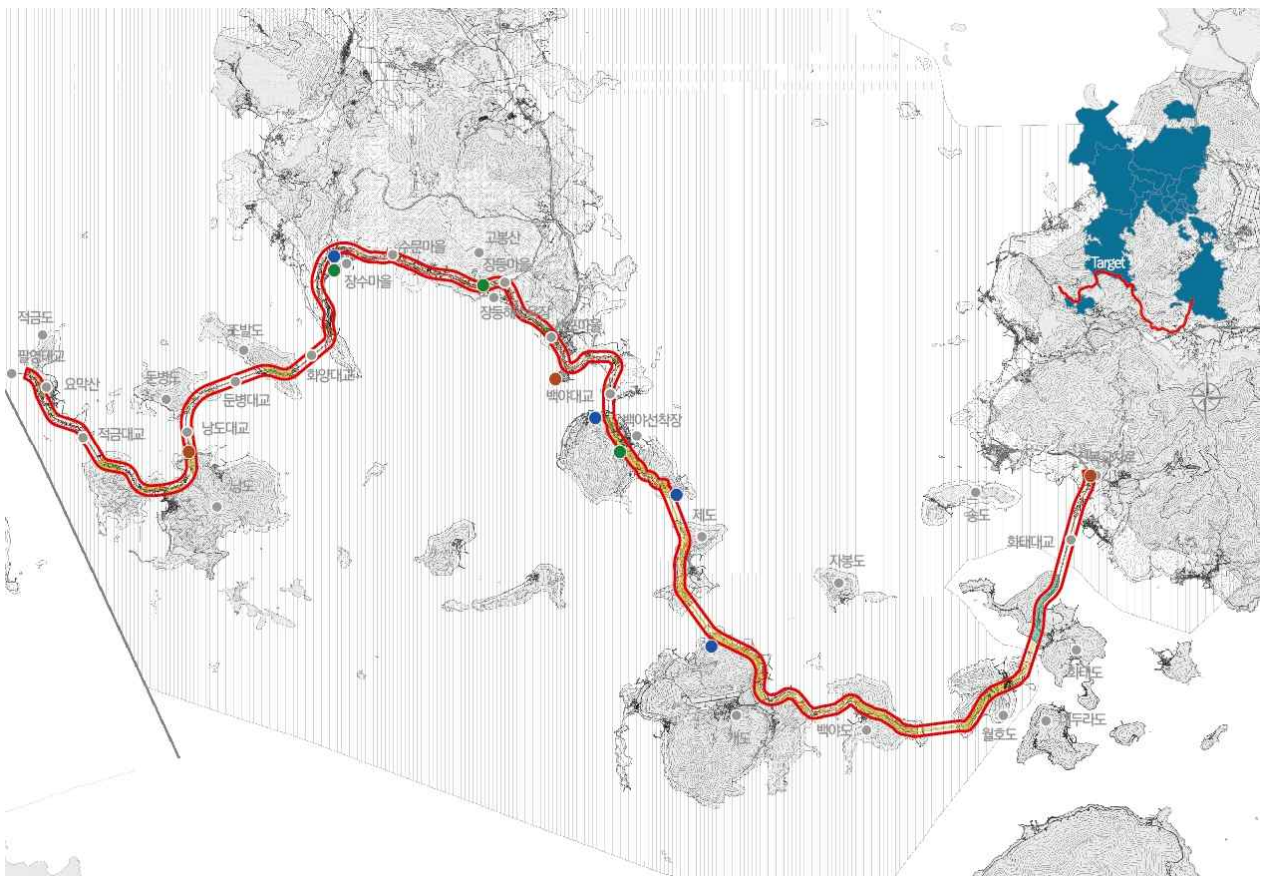 고봉산
수문마을
장등마을
장수마을
Target
적금도
조발도
팔영대교
화양대교
요막산
둔병도
둔병대교
백야대교
낭도대교
적금대교
백야선착장
낭도
송도
제도
화태대교
자봉도
화태도
개도
백야도
월호도
대두라도